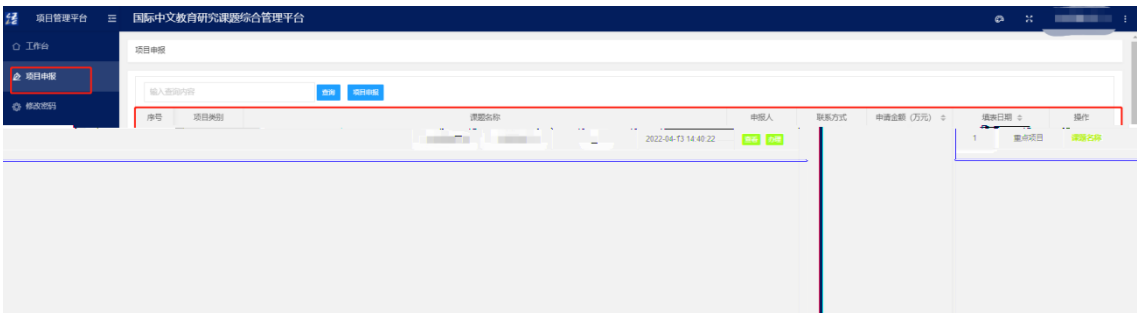 项目管理平台 国际中文教育研究课题综合管理平台
工作台
项目申报
项目申报
输入查询内容 查询 项目申报
修改密码
序号 项目类别 课题名称 申报人 联系方式 申请金额（万元） 填表日期 操作
2022-04-13 14:40:22
1 重点项目 课题名称